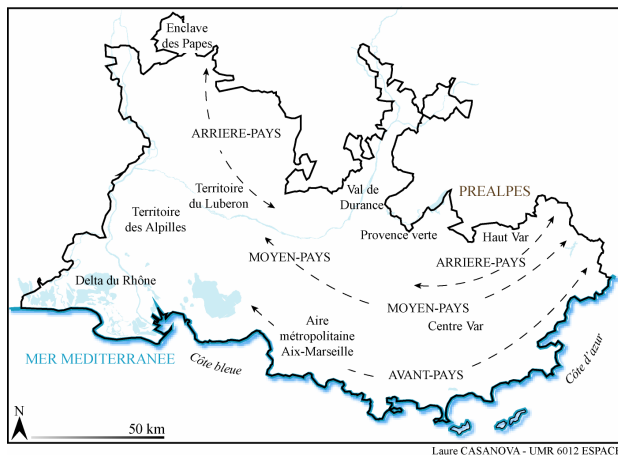 Enclave
des Papes
ARRIERE-PAYS
Territoire
du Luberon
Val de
Durance
PREALPES
Territoire
des Alpilles
Provence verte
Haut Var
MOYEN-PAYS
ARRIERE-PAYS
Delta du Rhône
MOYEN-PAYS
Centre Var
Aire
métropolitaine
Aix-Marseille
MER MEDITERRANEE
Côte bleue
AVANT-PAYS
Côte d'azur
N
50 km
Laure CASANOVA - UMR 6012 ESPACE